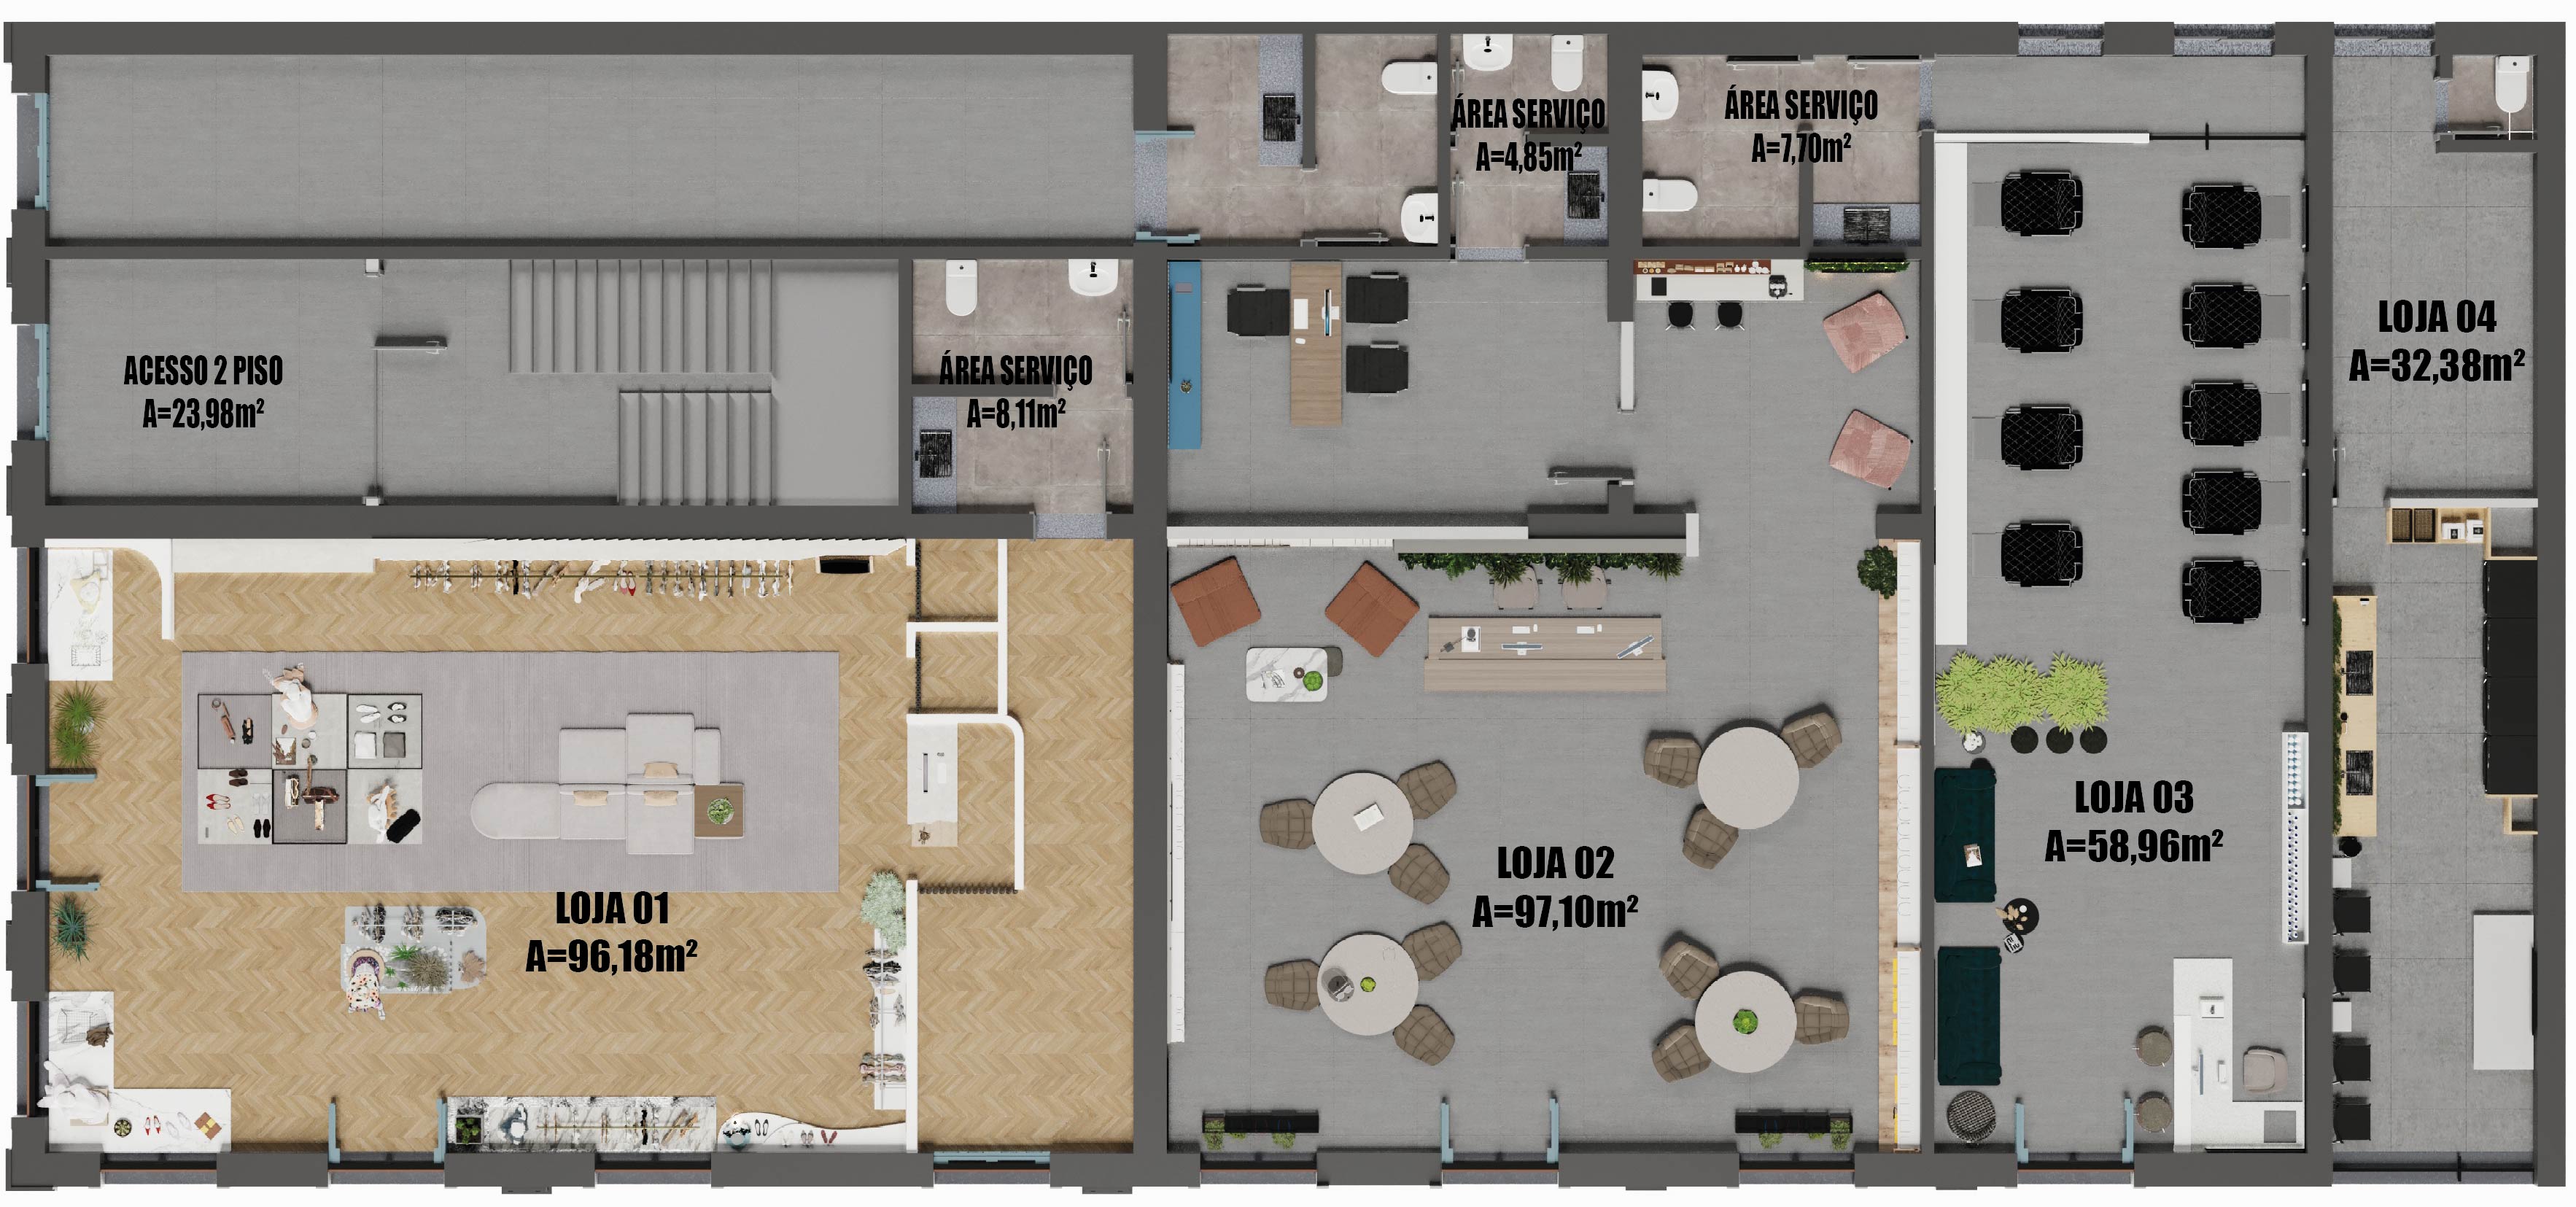 ÁREA SERVIÇO
A=4,85m²
ÁREA SERVIÇO
A=7,70m²
LOJA 04
A=32,38m²
ACESSO 2 PISO
A=23,98m²
ÁREA SERVIÇO
A=8,11m²
LOJA 03
A=58,96m²
LOJA 02
A=97,10m²
LOJA 01
A=96,18m²